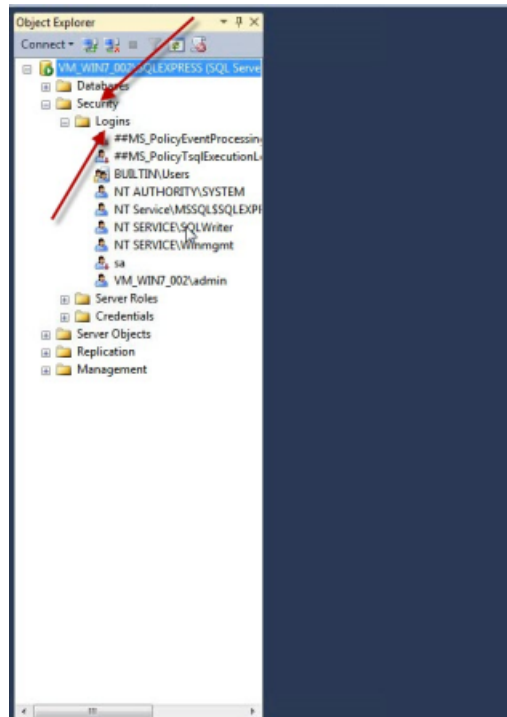 Object Explorer
Connect
VM_WIN7_002\SQLEXPRESS (SQL Serve
Databases
Security
Logins
##MS_PolicyEventProcessin
##MS_PolicyTsqlExecutionL
BUILTIN\Users
NT AUTHORITY\SYSTEM
NT Service\MSSQL$SQLEXPI
NT SERVICE\SQLWriter
NT SERVICE\Winmgmt
sa
VM_WIN7_002\admin
Server Roles
Credentials
Server Objects
Replication
Management